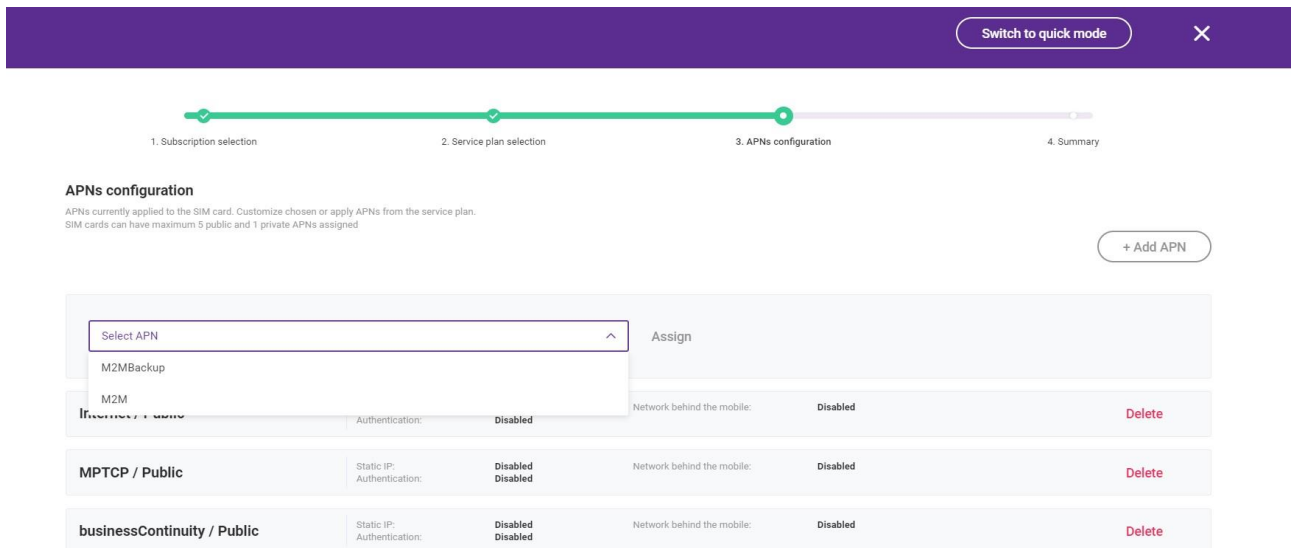 Switch to quick mode
1. Subscription selection
2. Service plan selection
3. APNs configuration
4. Summary
APNs configuration
APNs currently applied to the SIM card. Customize chosen or apply APNs from the service plan.
SIM cards can have maximum 5 public and 1 private APNs assigned
+ Add APN
Select APN
Assign
M2MBackup
M2M
Internet / Public
Authentication: Disabled
Network behind the mobile: Disabled
Delete
MPTCP / Public
Static IP: Disabled
Authentication: Disabled
Network behind the mobile: Disabled
Delete
businessContinuity / Public
Static IP: Disabled
Authentication: Disabled
Network behind the mobile: Disabled
Delete